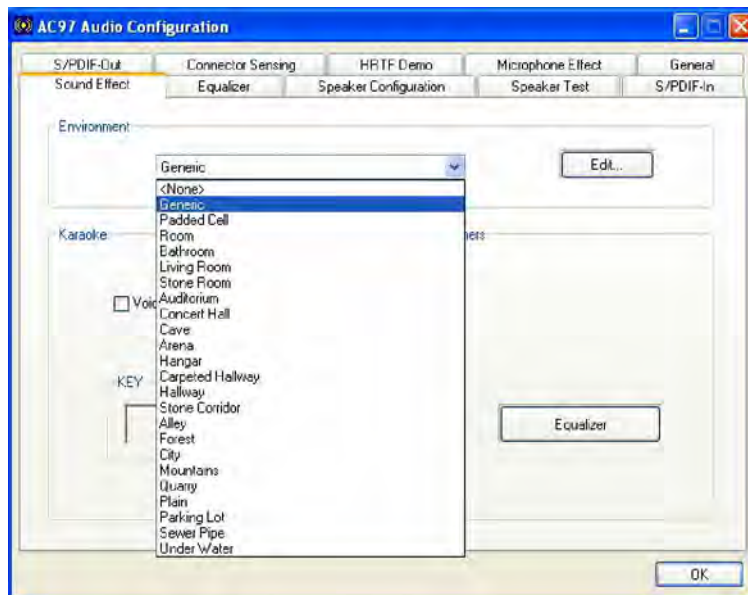 AC97 Audio Configuration
S/PDIF-Out Connector Sensing HRTF Demo Microphone Effect General
Sound Effect Equalizer Speaker Configuration Speaker Test S/PDIF-In
Environment
Generic Edit...
<None>
Generic
Padded Cell
Karaoke
Room
Bathroom
Living Room
Stone Room
Auditorium
Concert Hall
Cave
Arena
Hangar
KEY
Carpeted Hallway
Hallway
Stone Corridor
Alley
Equalizer
Forest
City
Mountains
Quarry
Plain
Parking Lot
Sewer Pipe
Under Water
OK